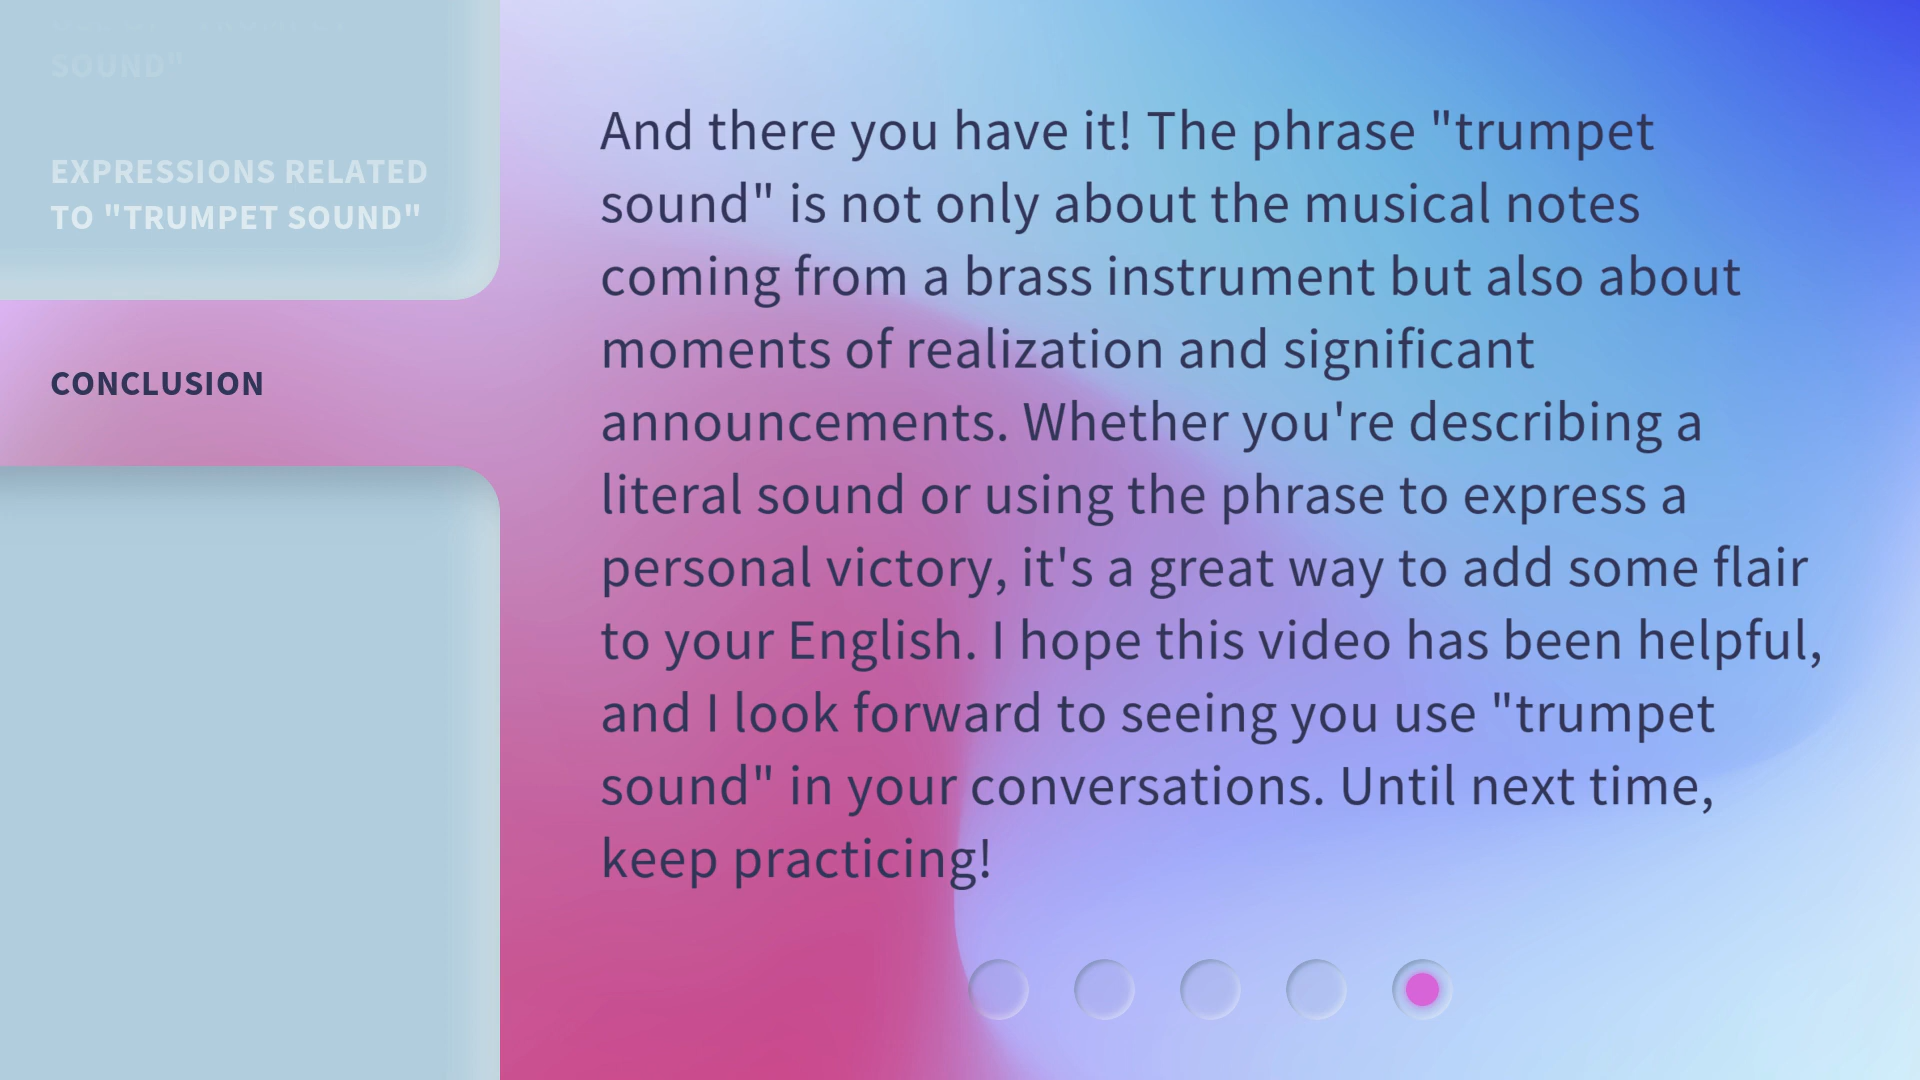 SOUND"
EXPRESSIONS RELATED
TO "TRUMPET SOUND"
CONCLUSION
And there you have it! The phrase "trumpet
sound" is not only about the musical notes
coming from a brass instrument but also about
moments of realization and significant
announcements. Whether you're describing a
literal sound or using the phrase to express a
personal victory, it's a great way to add some flair
to your English. I hope this video has been helpful,
and I look forward to seeing you use "trumpet
sound" in your conversations. Until next time,
keep practicing!